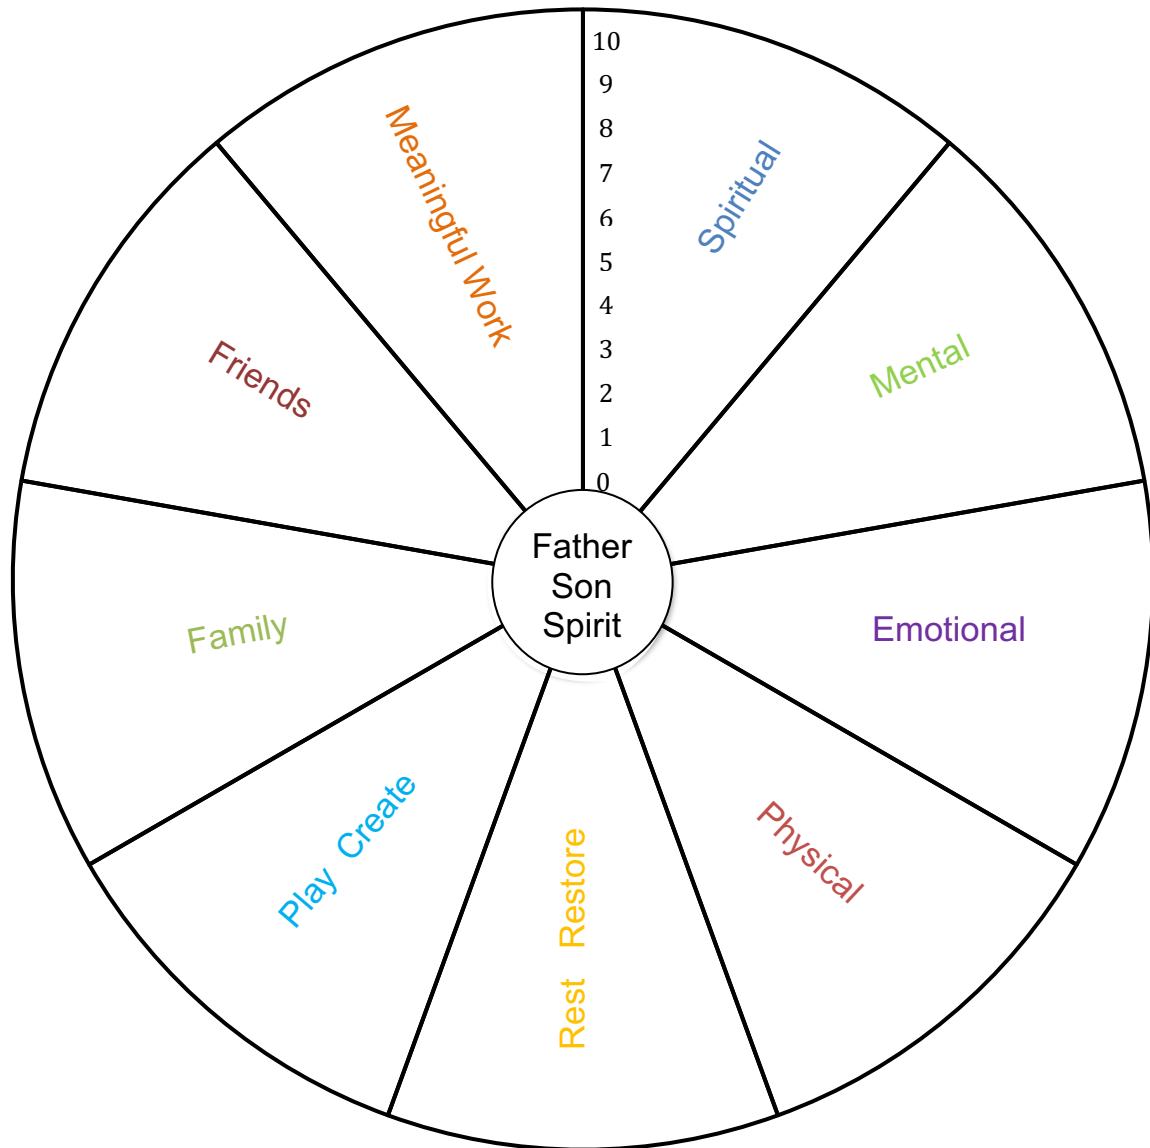 10
9
8
7
6
5
4
3
2
1
0
Spiritual
Mental
Emotional
Physical
Rest Restore
Play Create
Family
Friends
Meaningful Work
Father
Son
Spirit